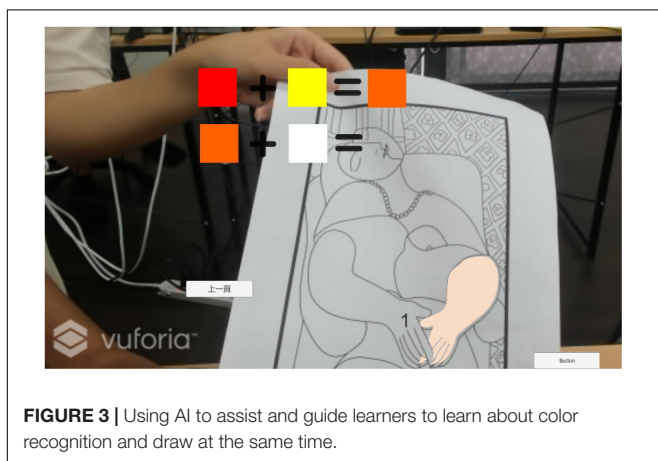 + =
+ =
上一頁
1
vuforia™
Button
FIGURE 3 | Using AI to assist and guide learners to learn about color
recognition and draw at the same time.